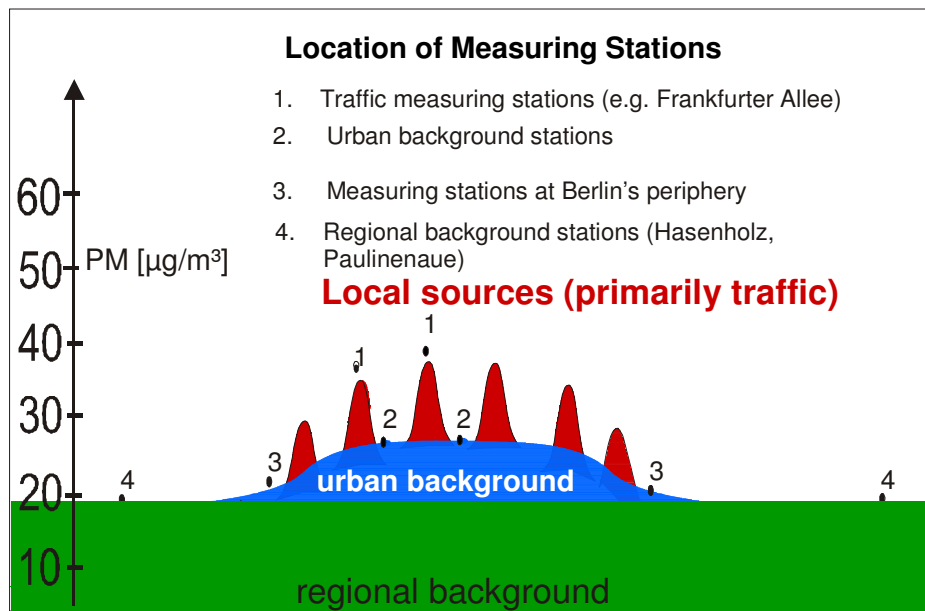 Location of Measuring Stations
1. Traffic measuring stations (e.g. Frankfurter Allee)
2. Urban background stations
3. Measuring stations at Berlin's periphery
4. Regional background stations (Hasenholz,
Paulinenaue)
Local sources (primarily traffic)
PM [µg/m³]
60
50
40
30
20
10
1
1
2
2
3
3
4
4
urban background
regional background